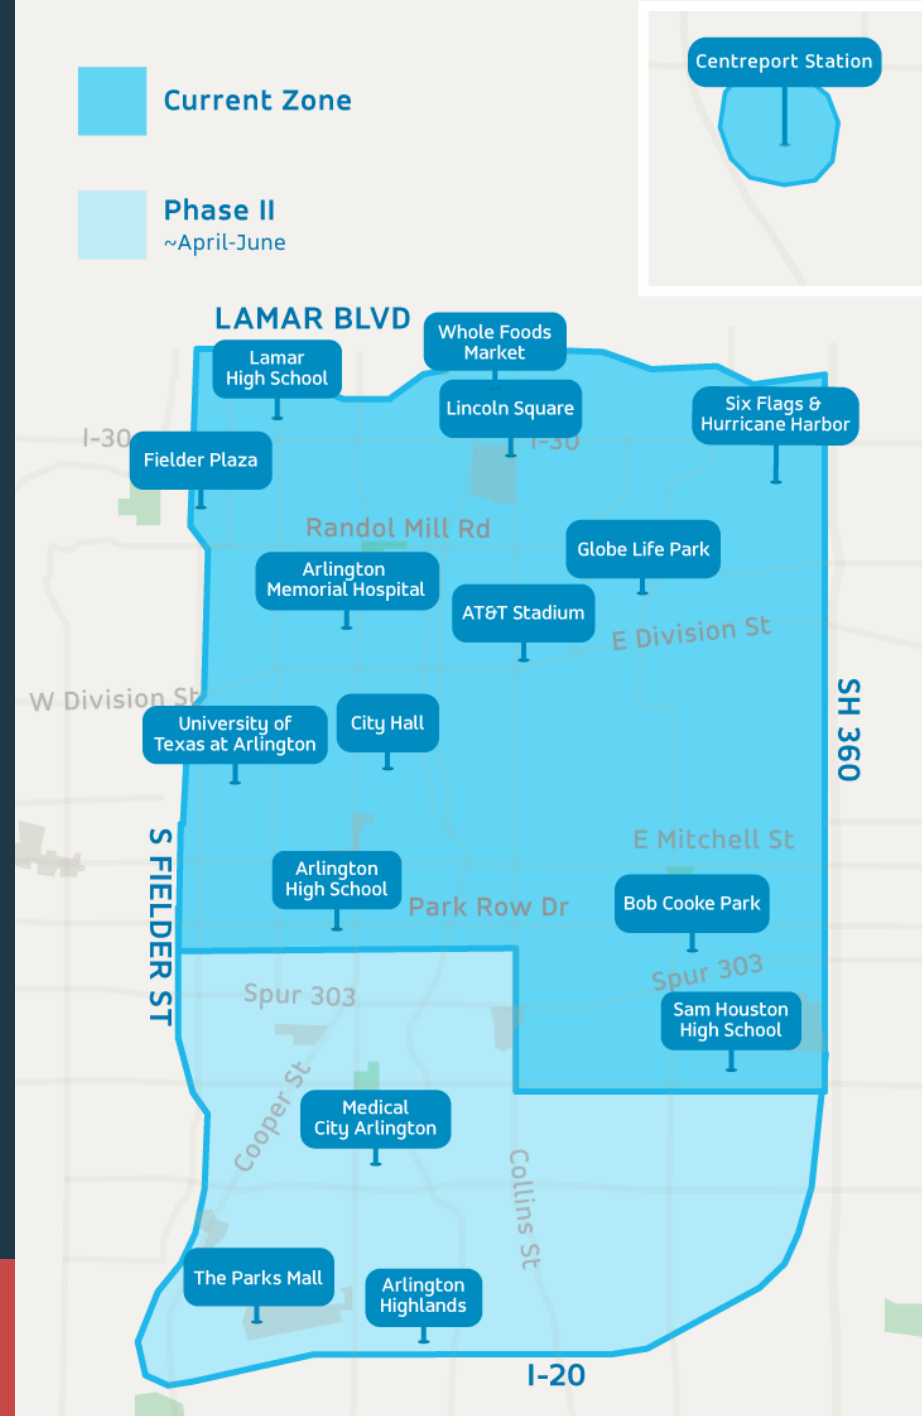 Centreport Station
Current Zone
Phase II
~April-June
LAMAR BLVD
Whole Foods
Market
Lamar
High School
Lincoln Square
Six Flags &
Hurricane Harbor
I-30
I-30
Fielder Plaza
Randol Mill Rd
Globe Life Park
Arlington
Memorial Hospital
AT&T Stadium
E Division St
W Division St
SH 360
University of
Texas at Arlington
City Hall
S FIELDER ST
E Mitchell St
Arlington
High School
Park Row Dr
Bob Cooke Park
Spur 303
Spur 303
Sam Houston
High School
Cooper St
Medical
City Arlington
Collins St
The Parks Mall
Arlington
Highlands
I-20